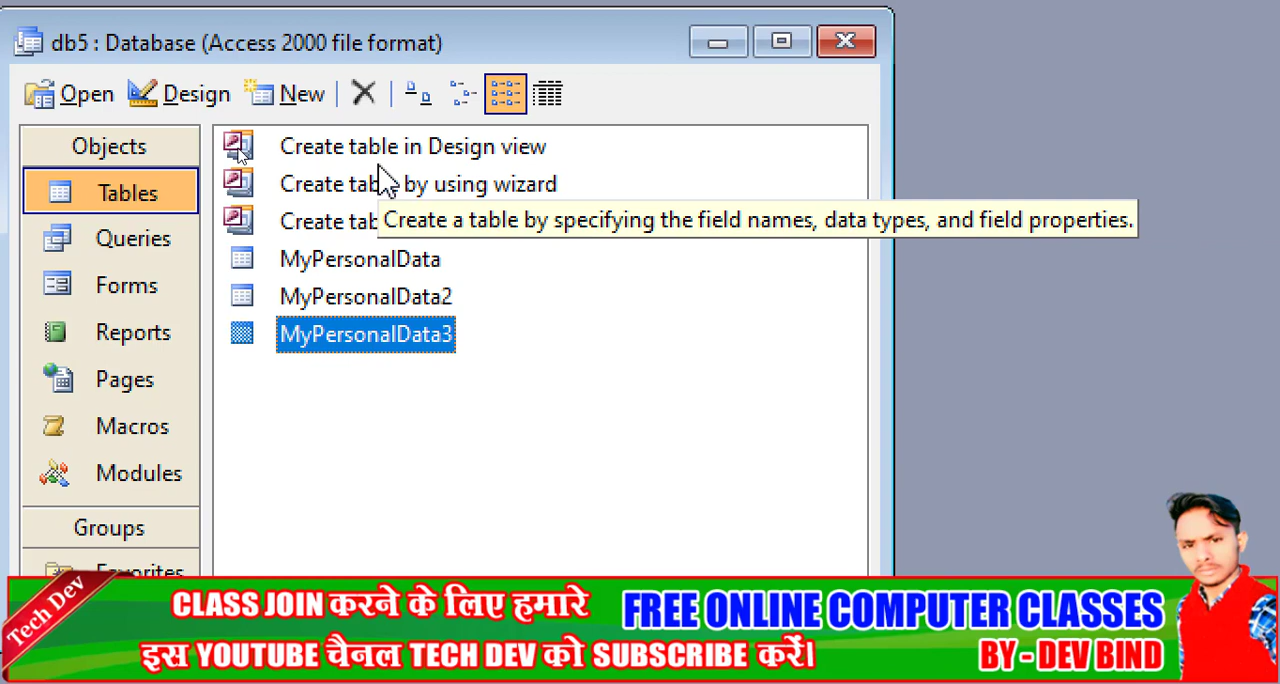 db5 : Database (Access 2000 file format)
Open Design New
Objects
Tables
Queries
Forms
Reports
Pages
Macros
Modules
Groups
Favorites
Create table in Design view
Create tab by using wizard
Create tab
Create a table by specifying the field names, data types, and field properties.
MyPersonalData
MyPersonalData2
MyPersonalData3
Tech Dev
CLASS JOIN करने के लिए हमारे
इस YOUTUBE चैनल TECH DEV को SUBSCRIBE करें।
FREE ONLINE COMPUTER CLASSES
BY - DEV BIND